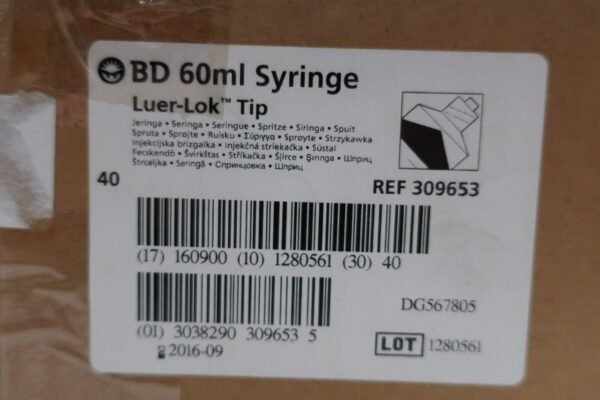 BD 60ml Syringe
Luer-Lok™ Tip
Jeringa • Seringa • Seringue • Spritze • Siringa • Spuit
Spruta • Sprøjte • Ruisku • Σύριγγα • Sprøyte • Strzykawka
Injekcijska brizgalka • injekčná striekačka • Süstal
Fecskendő • Švirkštas • Stříkačka • Šļirce • Şırınga • Шприц
Štrcaljka • Seringă • Спринцовка • Шприц
40
REF 309653
(17) 160900 (10) 1280561 (30) 40
DG567805
(01) 3038290 309653 5
LOT 1280561
2016-09